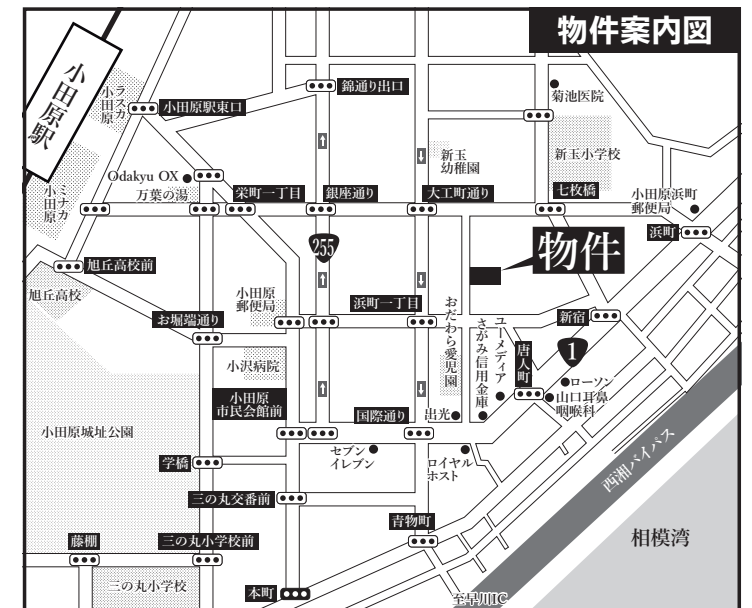 物件案内図
小田原駅
ラスカ
小田原
小田原駅東口
錦通り出口
菊池医院
新玉
幼稚園
新玉小学校
Odakyu OX
万葉の湯
ミナカ
小田原
栄町一丁目
銀座通り
大工町通り
七枚橋
小田原浜町
郵便局
浜町
255
物件
旭丘高校前
旭丘高校
小田原
郵便局
浜町一丁目
お堀端通り
おだわら愛児園
さがみ信用金庫
ユーメディア
新宿
唐人町
1
小沢病院
ローソン
山口耳鼻
咽喉科
小田原
市民会館前
国際通り
出光
小田原城址公園
学橋
セブン
イレブン
ロイヤル
ホスト
西湘バイパス
三の丸交番前
青物町
藤棚
三の丸小学校前
相模湾
三の丸小学校
本町
至早川IC